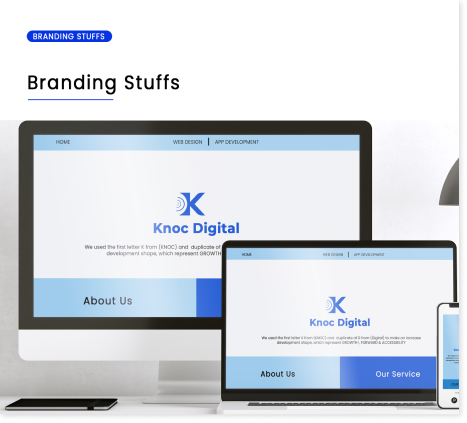 BRANDING STUFFS
Branding Stuffs
HOME
WEB DESIGN
APP DEVELOPMENT
Knoc Digital
We used the first letter K from (KNOC) and duplicate of
development shape, which represent GROWTH
About Us
HOME
WEB DESIGN
APP DEVELOPMENT
Knoc Digital
We used the first letter K from (KNOC) and duplicate of D from (Digital) to make an increase
development shape, which represent GROWTH, FORWARD & ACCESIBILITY
About Us
Our Service